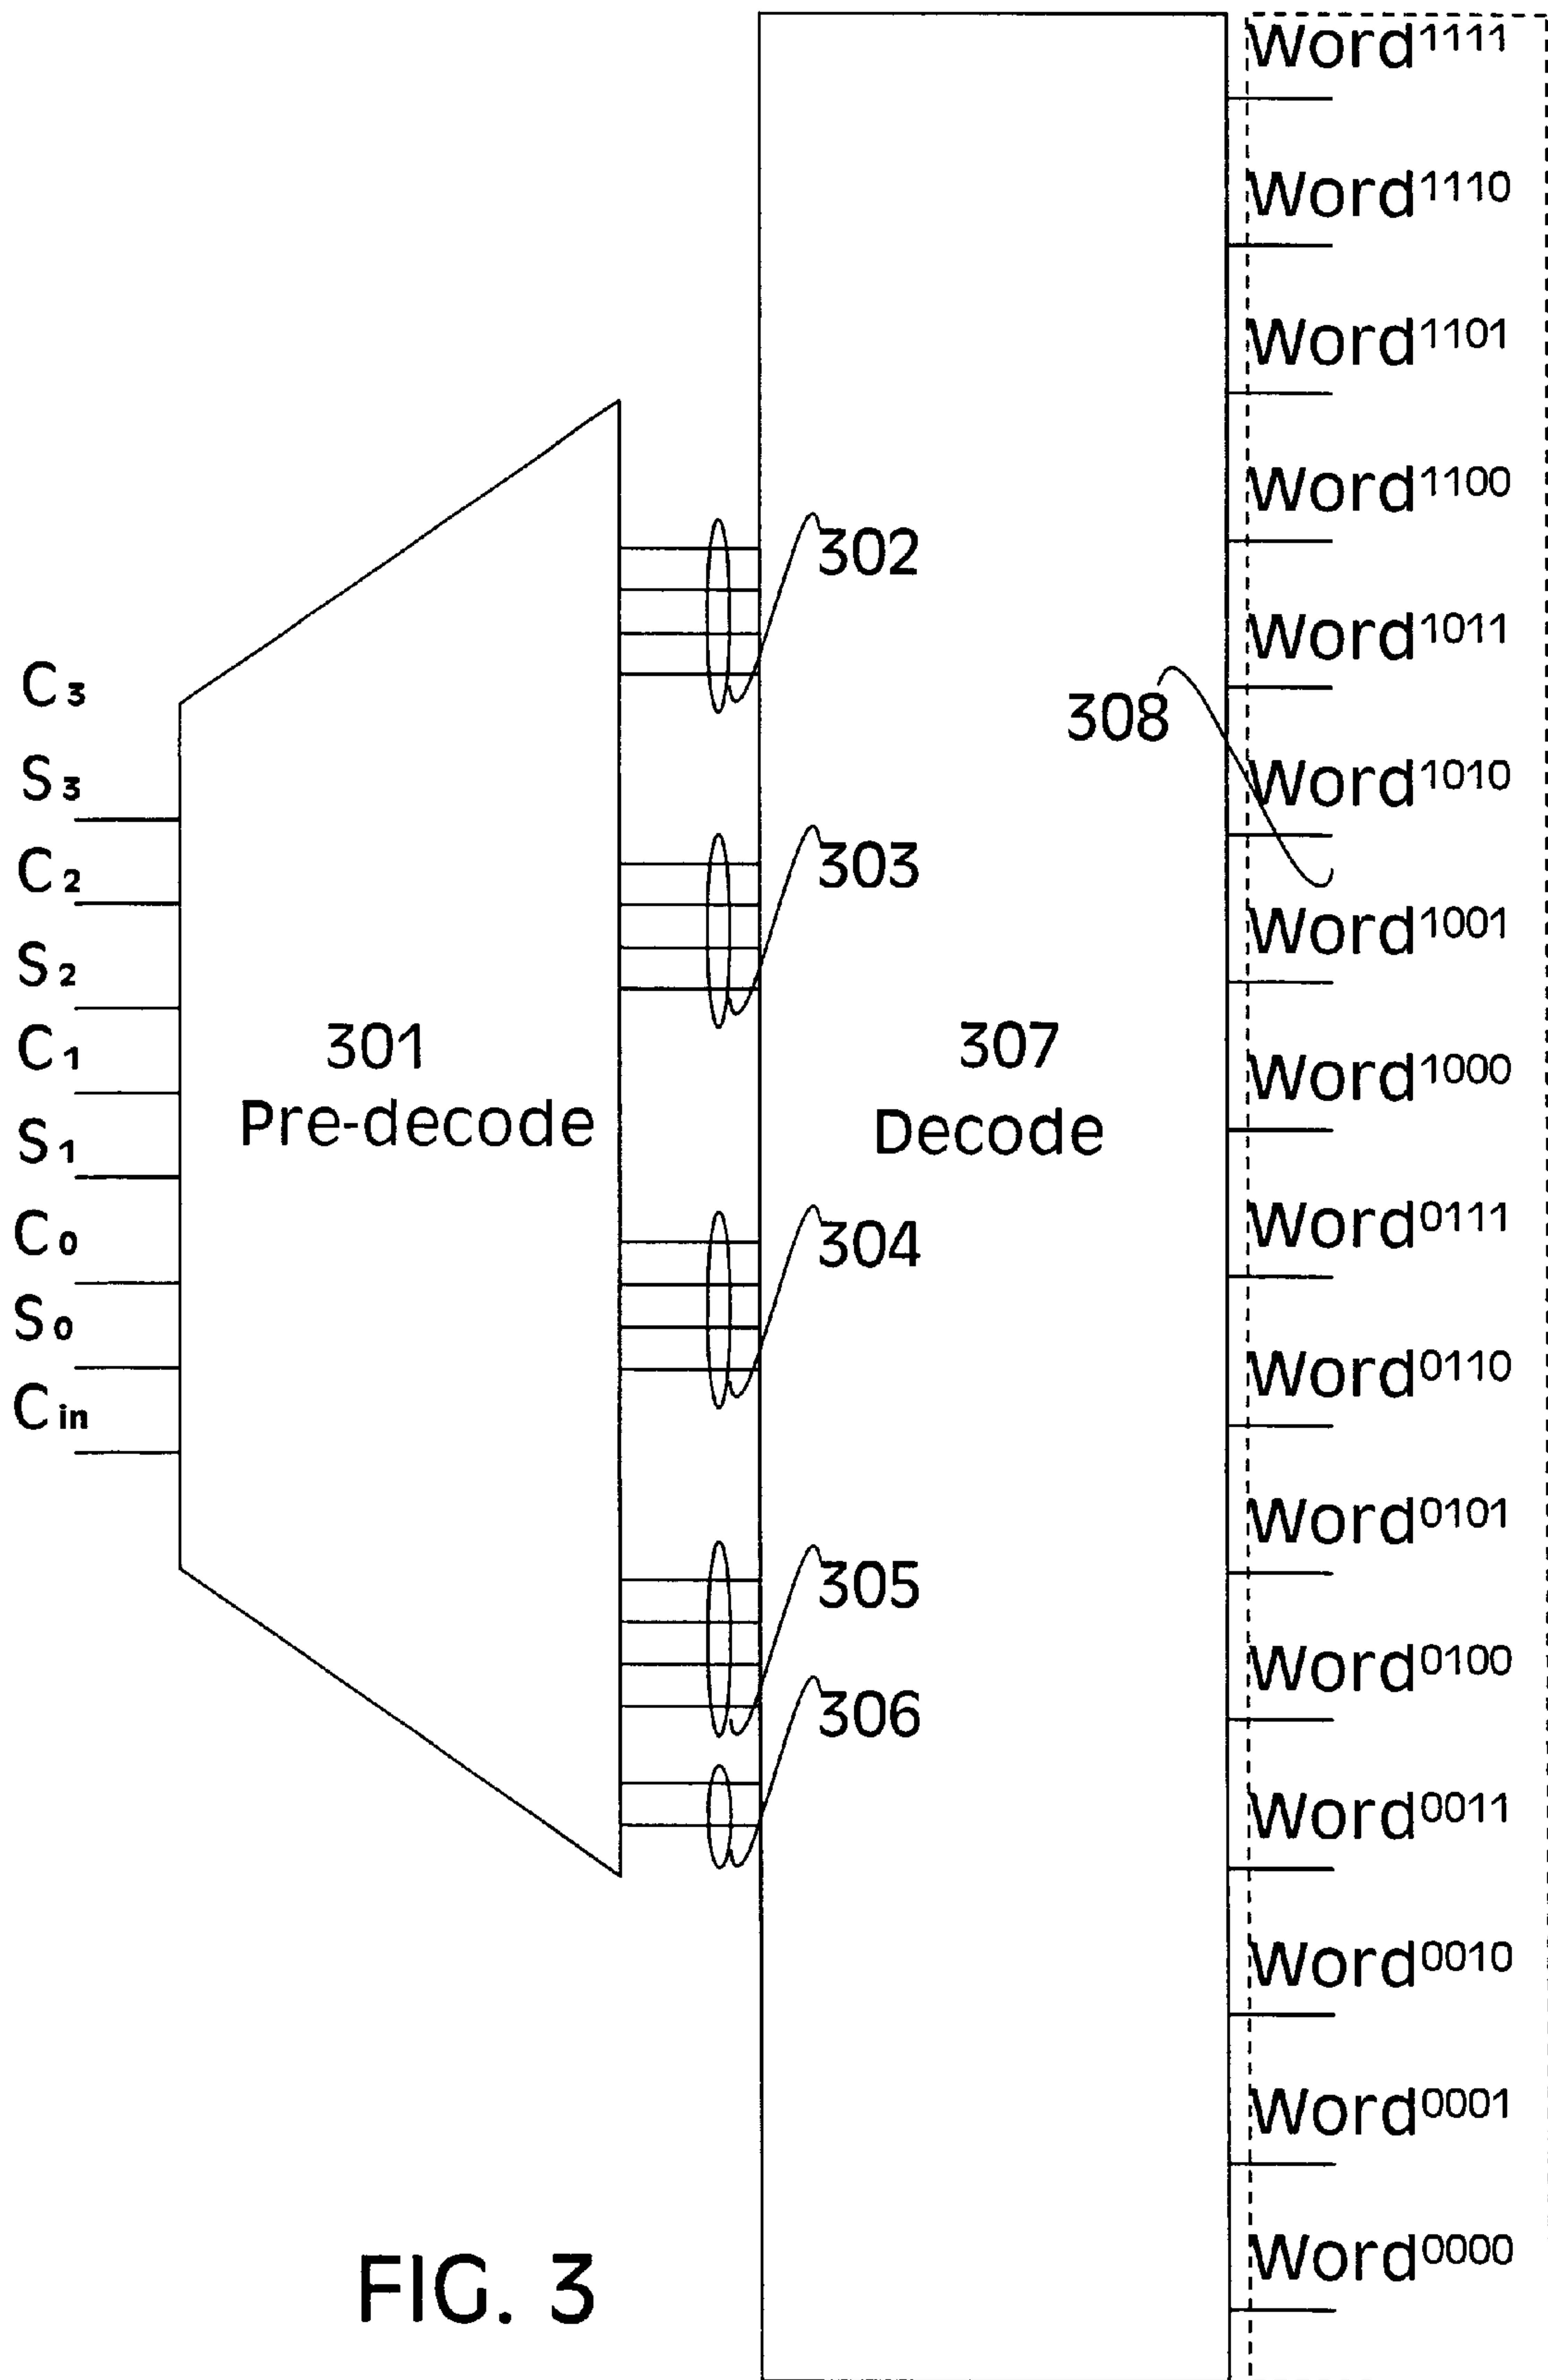 C3
S3
C2
S2
C1
S1
C0
S0
Cin
301
Pre-decode
302
303
304
305
306
307
Decode
308
Word1111
Word1110
Word1101
Word1100
Word1011
Word1010
Word1001
Word1000
Word0111
Word0110
Word0101
Word0100
Word0011
Word0010
Word0001
Word0000
FIG. 3